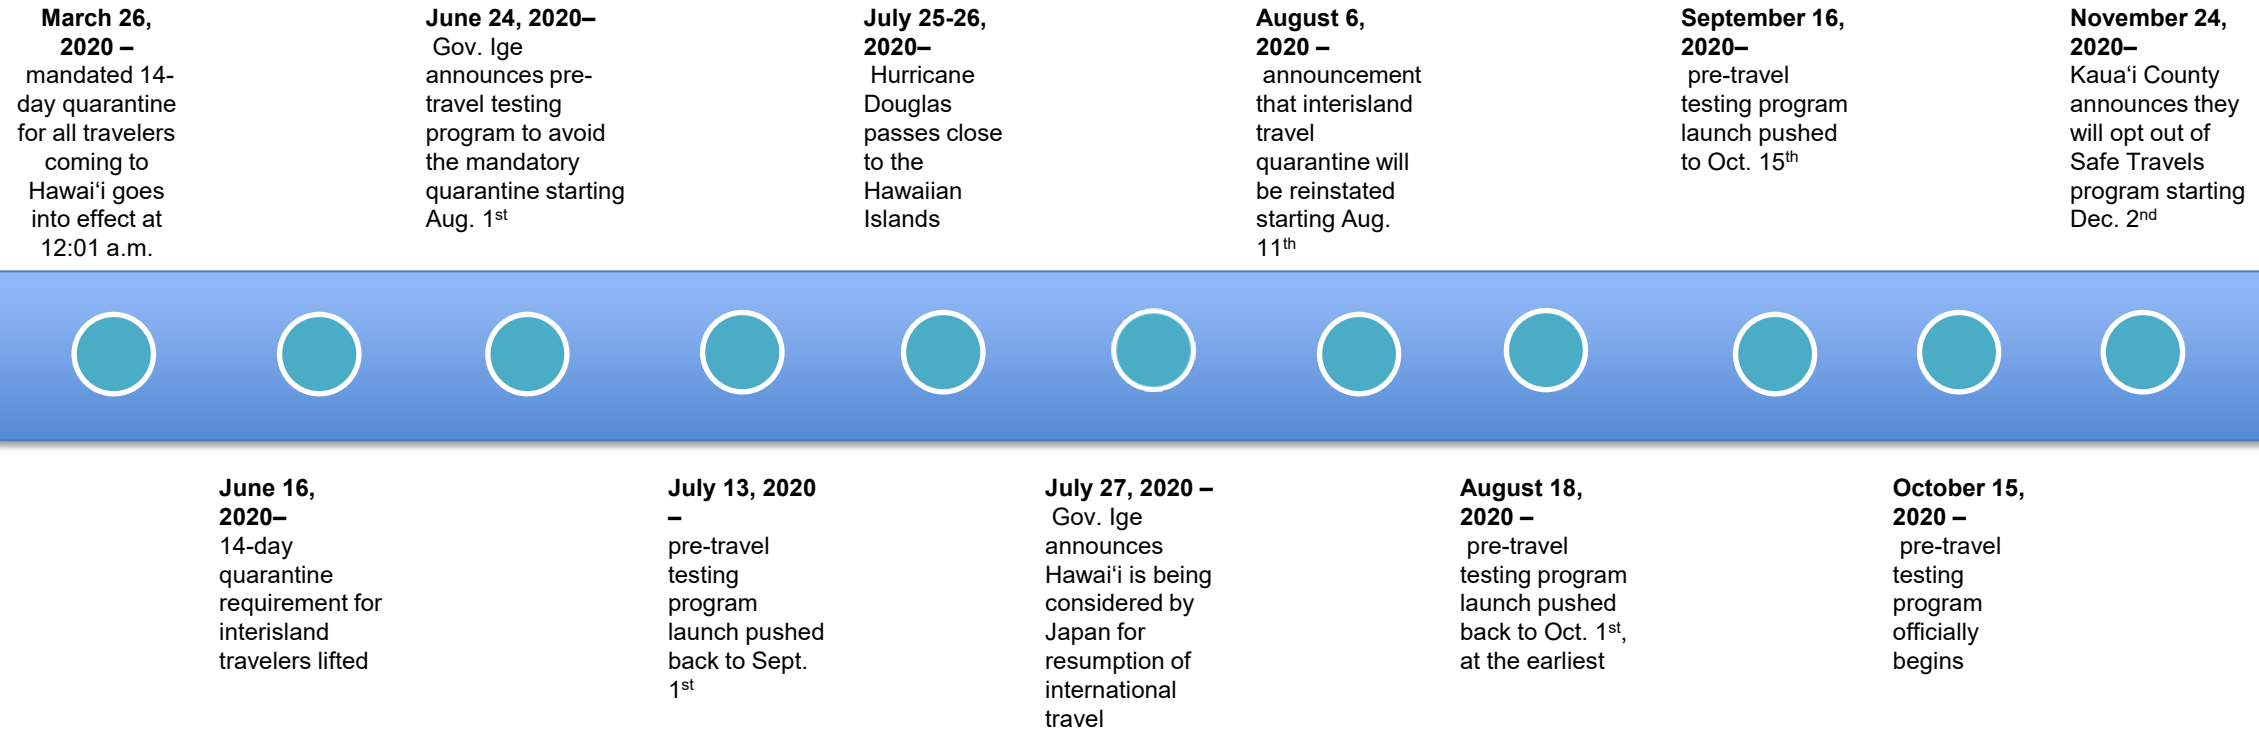 March 26,
2020 –
mandated 14-
day quarantine
for all travelers
coming to
Hawai‘i goes
into effect at
12:01 a.m.
June 24, 2020–
Gov. Ige
announces pre-
travel testing
program to avoid
the mandatory
quarantine starting
Aug. 1st
July 25-26,
2020–
Hurricane
Douglas
passes close
to the
Hawaiian
Islands
August 6,
2020 –
announcement
that interisland
travel
quarantine will
be reinstated
starting Aug.
11th
September 16,
2020–
pre-travel
testing program
launch pushed
to Oct. 15th
November 24,
2020–
Kaua‘i County
announces they
will opt out of
Safe Travels
program starting
Dec. 2nd
June 16,
2020–
14-day
quarantine
requirement for
interisland
travelers lifted
July 13, 2020
–
pre-travel
testing
program
launch pushed
back to Sept.
1st
July 27, 2020 –
Gov. Ige
announces
Hawai‘i is being
considered by
Japan for
resumption of
international
travel
August 18,
2020 –
pre-travel
testing program
launch pushed
back to Oct. 1st,
at the earliest
October 15,
2020 –
pre-travel
testing
program
officially
begins